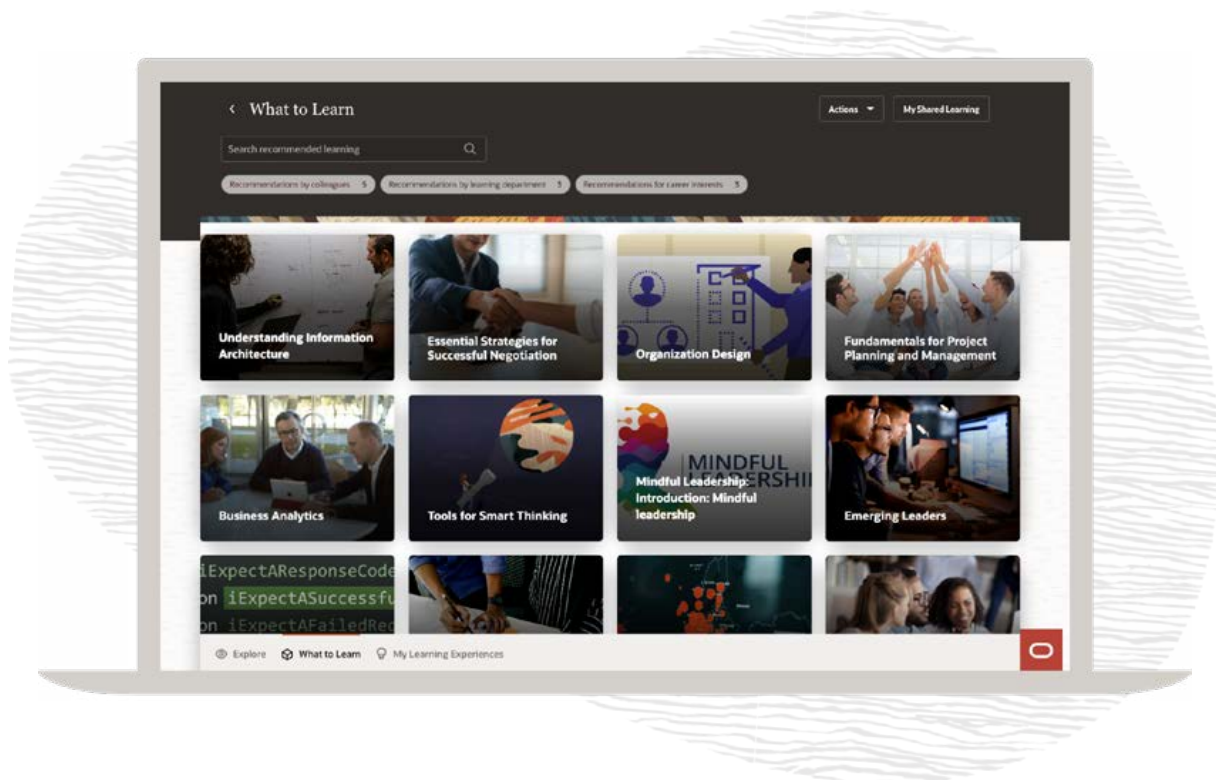 What to Learn
Actions
My Shared Learning
Search recommended learning
Recommendations by colleagues 5
Recommendations by learning department 5
Recommendations for career interests 5
Understanding Information
Architecture
Essential Strategies for
Successful Negotiation
Organization Design
Fundamentals for Project
Planning and Management
Business Analytics
Tools for Smart Thinking
MINDFUL
LEADERSHIP
Mindful Leadership:
Introduction: Mindful
leadership
Emerging Leaders
iExpectAResponseCode
on iExpectASuccessfu
on iExpectAFailedReq
Explore
What to Learn
My Learning Experiences